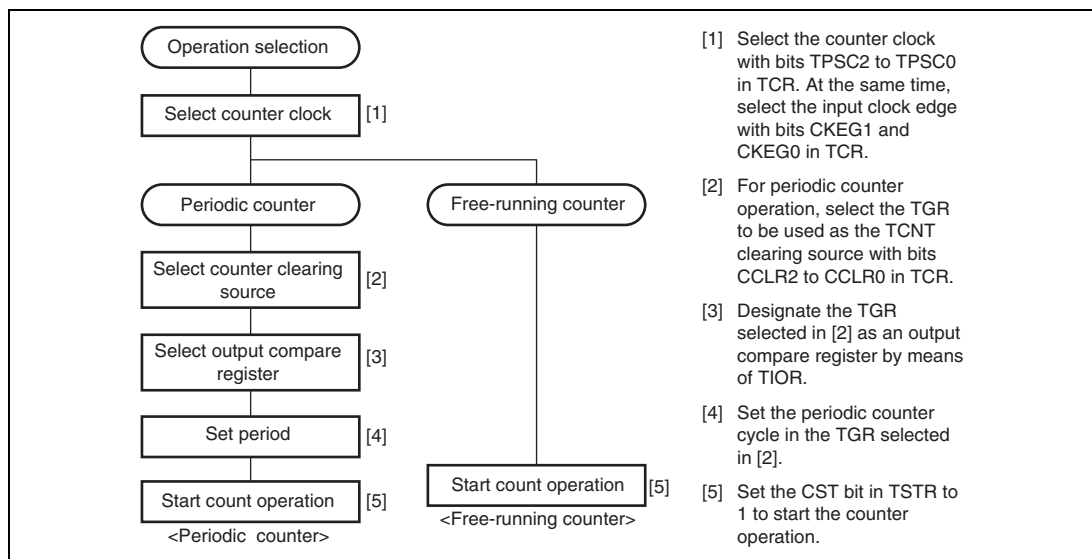 Operation selection
Select counter clock
[1]
Periodic counter
Free-running counter
Select counter clearing
source
[2]
Select output compare
register
[3]
Set period
[4]
Start count operation
[5]
<Periodic counter>
Start count operation
[5]
<Free-running counter>
[1] Select the counter clock
with bits TPSC2 to TPSC0
in TCR. At the same time,
select the input clock edge
with bits CKEG1 and
CKEG0 in TCR.
[2] For periodic counter
operation, select the TGR
to be used as the TCNT
clearing source with bits
CCLR2 to CCLR0 in TCR.
[3] Designate the TGR
selected in [2] as an output
compare register by means
of TIOR.
[4] Set the periodic counter
cycle in the TGR selected
in [2].
[5] Set the CST bit in TSTR to
1 to start the counter
operation.